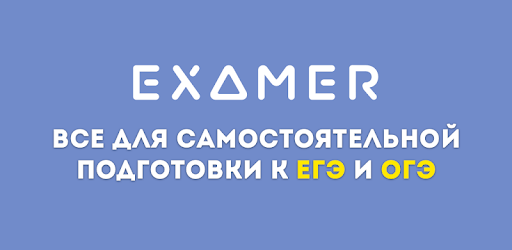 EXAMER
ВСЕ ДЛЯ САМОСТОЯТЕЛЬНОЙ
ПОДГОТОВКИ К ЕГЭ И ОГЭ